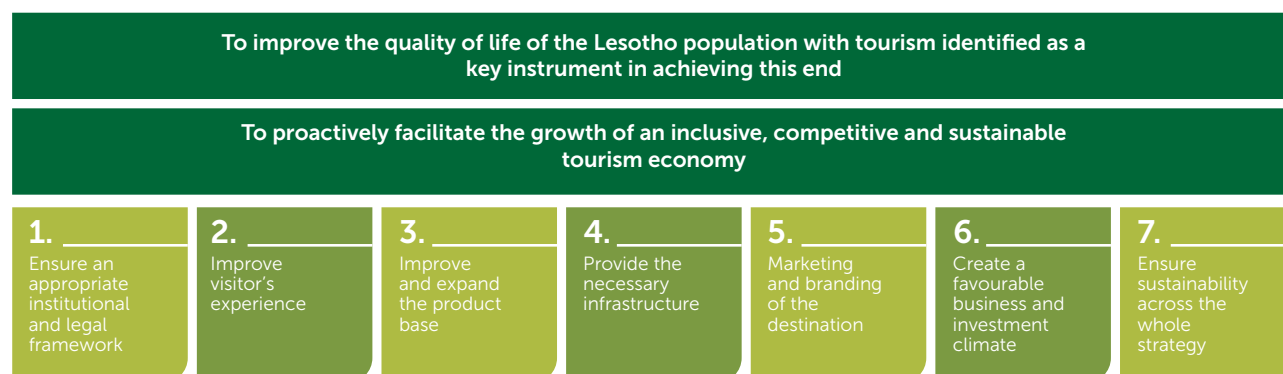 To improve the quality of life of the Lesotho population with tourism identified as a
key instrument in achieving this end
To proactively facilitate the growth of an inclusive, competitive and sustainable
tourism economy
1.
Ensure an
appropriate
institutional
and legal
framework
2.
Improve
visitor's
experience
3.
Improve
and expand
the product
base
4.
Provide the
necessary
infrastructure
5.
Marketing
and branding
of the
destination
6.
Create a
favourable
business and
investment
climate
7.
Ensure
sustainability
across the
whole
strategy